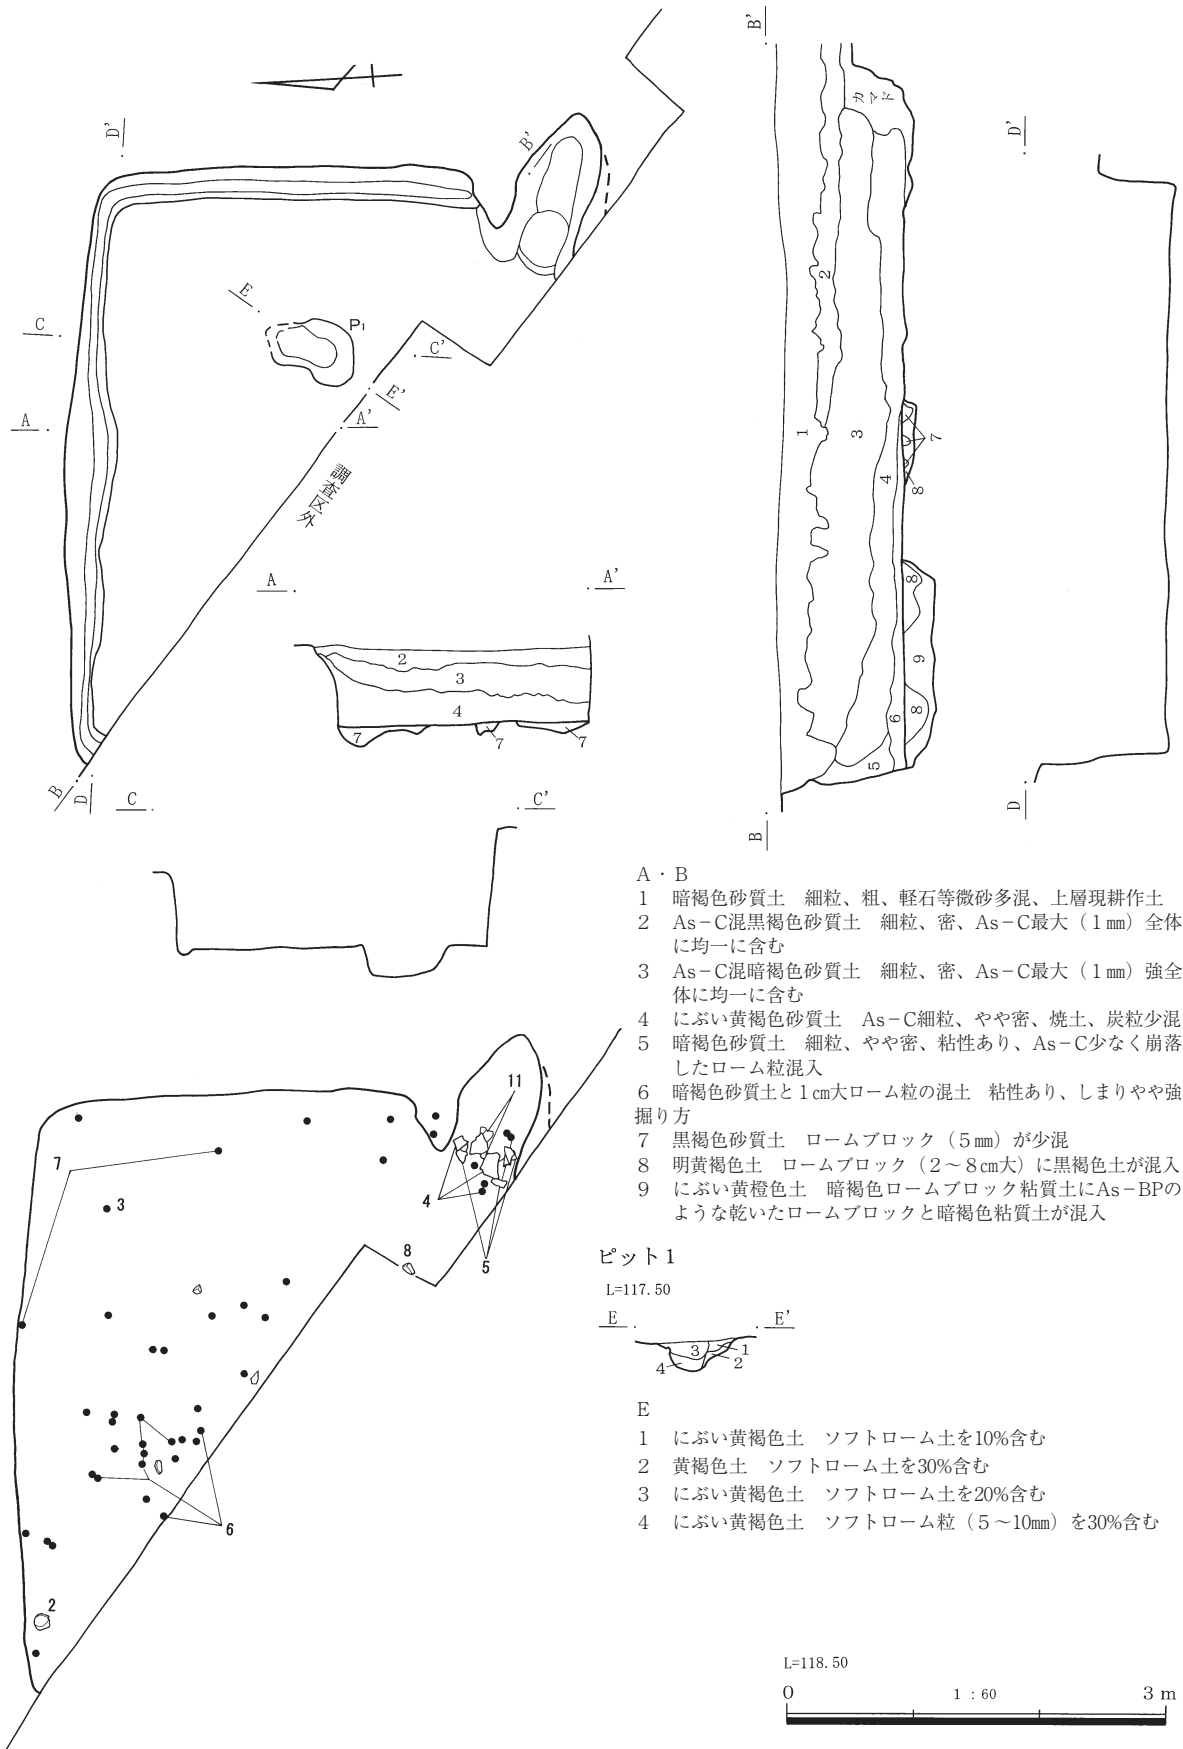 B'
D'
B'
カマド
D'
2
E
P1
C
C'
E'
A
A'
1
3
7
4
8
調査区外
A
A'
8
2
3
9
4
8
6
7
7
7
5
B
D
C
C'
D
B
A・B
1 暗褐色砂質土 細粒、粗、軽石等微砂多混、上層現耕作土
2 As−C混黒褐色砂質土 細粒、密、As−C最大（1㎜）全体
に均一に含む
3 As−C混暗褐色砂質土 細粒、密、As−C最大（1㎜）強全
体に均一に含む
4 にぶい黄褐色砂質土 As−C細粒、やや密、焼土、炭粒少混
5 暗褐色砂質土 細粒、やや密、粘性あり、As−C少なく崩落
したローム粒混入
6 暗褐色砂質土と1㎝大ローム粒の混土 粘性あり、しまりやや強
掘り方
7 黒褐色砂質土 ロームブロック（5㎜）が少混
8 明黄褐色土 ロームブロック（2～8㎝大）に黒褐色土が混入
9 にぶい黄橙色土 暗褐色ロームブロック粘質土にAs−BPの
ような乾いたロームブロックと暗褐色粘質土が混入
11
7
3
4
8
5
6
2
ピット1
L=117.50
E
E'
3
1
4
2
E
1 にぶい黄褐色土 ソフトローム土を10%含む
2 黄褐色土 ソフトローム土を30%含む
3 にぶい黄褐色土 ソフトローム土を20%含む
4 にぶい黄褐色土 ソフトローム粒（5～10㎜）を30%含む
L=118.50
0
1 : 60
3 m